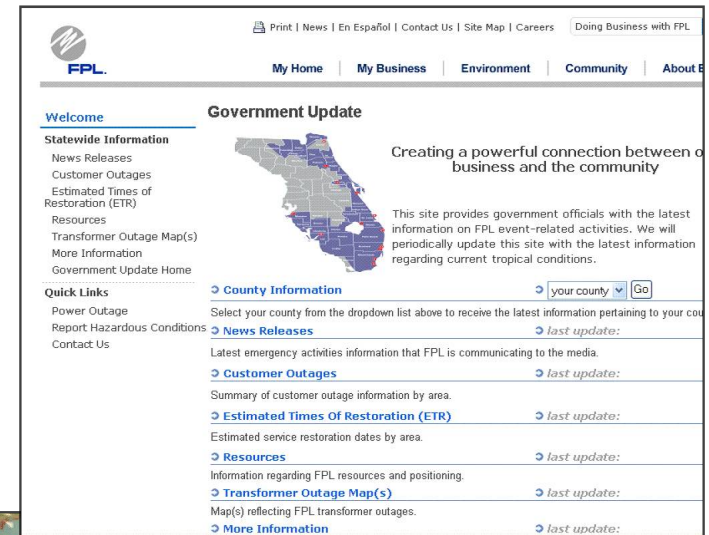 Print | News | En Español | Contact Us | Site Map | Careers
Doing Business with FPL
FPL.
My Home | My Business | Environment | Community | About
Welcome
Statewide Information
News Releases
Customer Outages
Estimated Times of
Restoration (ETR)
Resources
Transformer Outage Map(s)
More Information
Government Update Home
Quick Links
Power Outage
Report Hazardous Conditions
Contact Us
Government Update
Creating a powerful connection between
business and the community
This site provides government officials with the latest
information on FPL event-related activities. We will
periodically update this site with the latest information
regarding current tropical conditions.
County Information
your county Go
Select your county from the dropdown list above to receive the latest information pertaining to your
News Releases last update:
Latest emergency activities information that FPL is communicating to the media.
Customer Outages last update:
Summary of customer outage information by area.
Estimated Times Of Restoration (ETR) last update:
Estimated service restoration dates by area.
Resources last update:
Information regarding FPL resources and positioning.
Transformer Outage Map(s) last update:
Map(s) reflecting FPL transformer outages.
More Information last update: